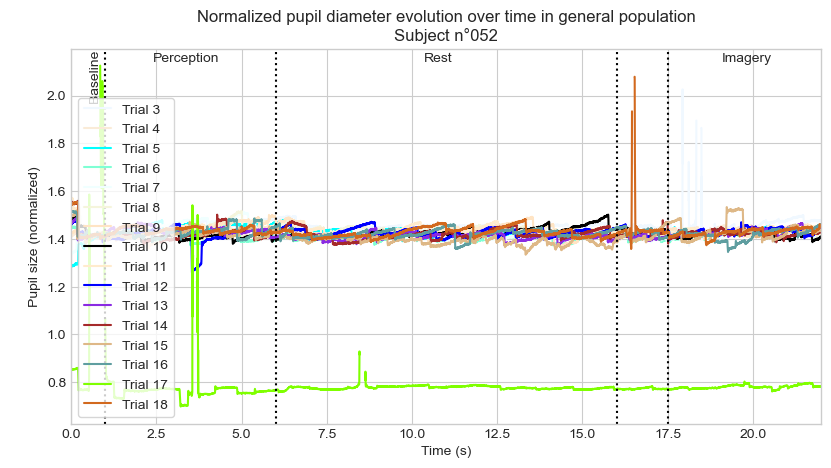 Normalized pupil diameter evolution over time in general population
Subject n°052
Baseline
Perception
Rest
Imagery
Pupil size (normalized)
2.0
1.8
1.6
1.4
1.2
1.0
0.8
Trial 3
Trial 4
Trial 5
Trial 6
Trial 7
Trial 8
Trial 9
Trial 10
Trial 11
Trial 12
Trial 13
Trial 14
Trial 15
Trial 16
Trial 17
Trial 18
0.0 2.5 5.0 7.5 10.0 12.5 15.0 17.5 20.0
Time (s)